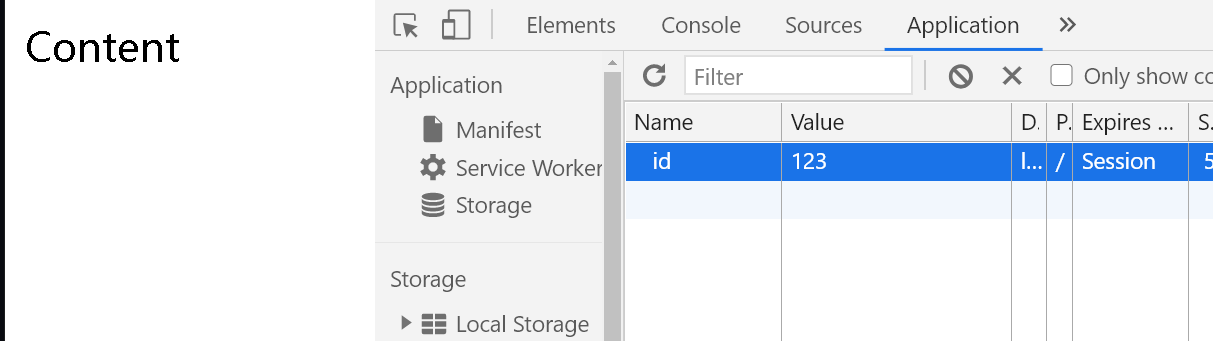 Content
Elements Console Sources Application
Application
Manifest
Service Worker
Storage
Storage
Local Storage
Filter
Only show co
Name Value D. P. Expires ... S.
id 123 l... / Session 5